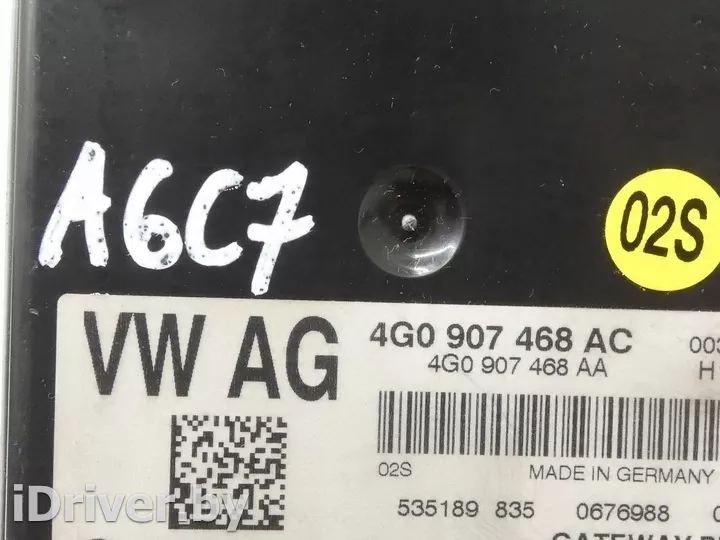 A6C7
02S
VW AG
4G0 907 468 AC 003
4G0 907 468 AA H
02S
MADE IN GERMANY
535189 835 0676988
iDriver.by